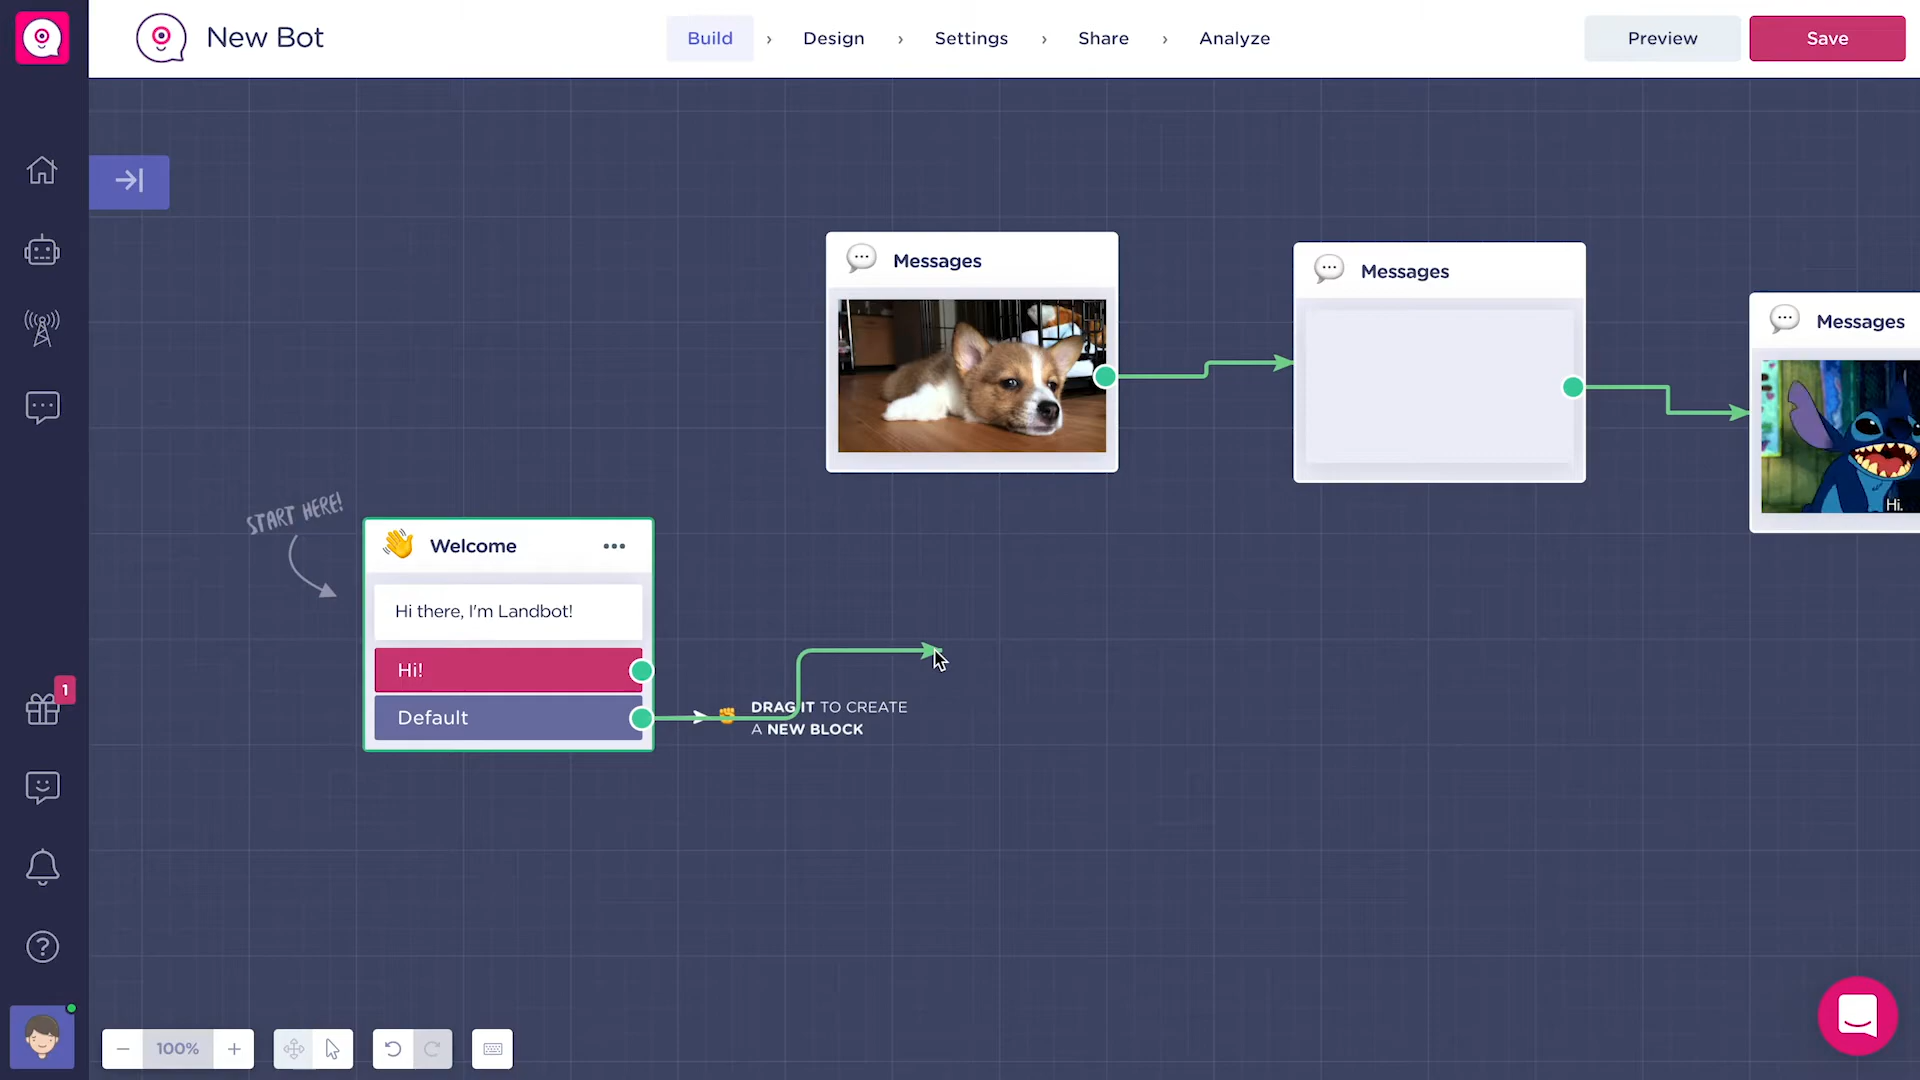 New Bot
Build › Design › Settings › Share › Analyze
Preview
Save
Messages
Messages
Messages
Hi.
START HERE!
Welcome
Hi there, I'm Landbot!
Hi!
Default
DRAG IT TO CREATE
A NEW BLOCK
1
− 100% +